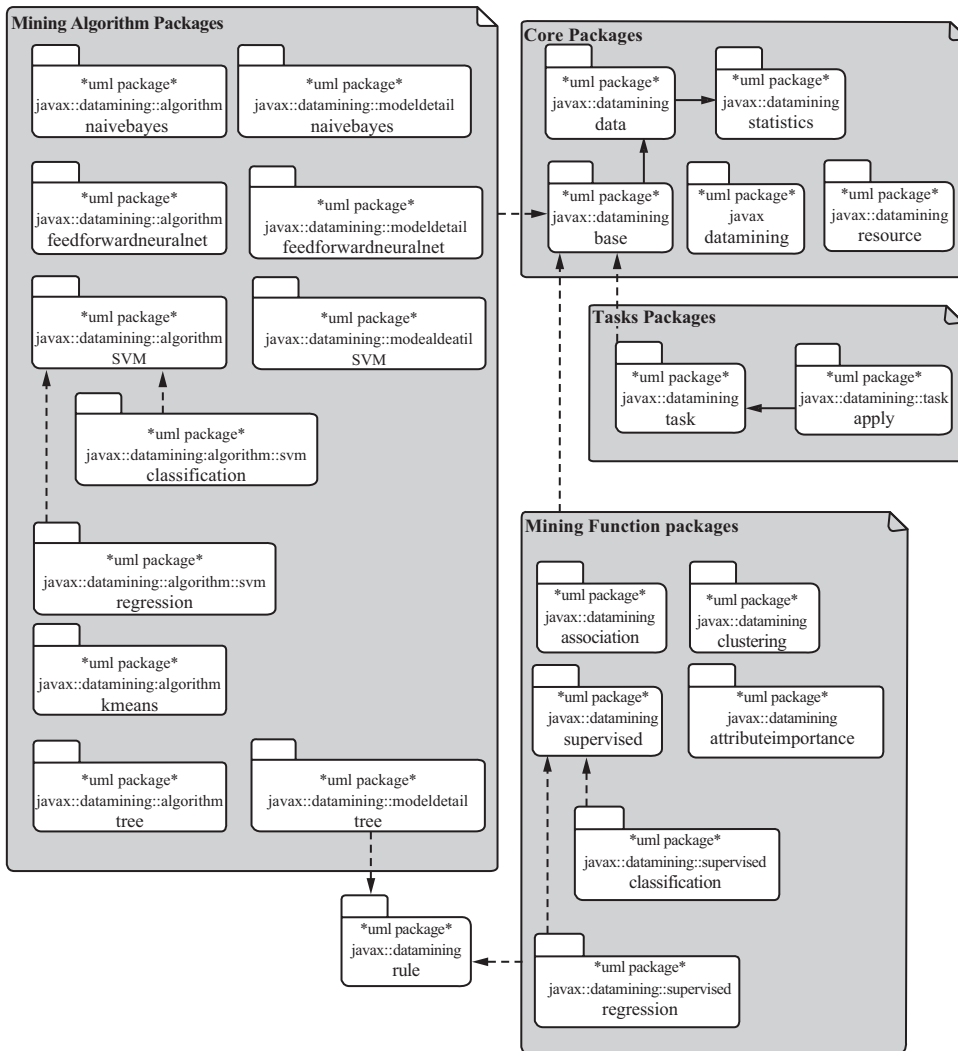 Mining Algorithm Packages
*uml package*
javax::datamining::algorithm
naivebayes
*uml package*
javax::datamining::modeldetail
naivebayes
*uml package*
javax::datamining::algorithm
feedforwardneuralnet
*uml package*
javax::datamining::modeldetail
feedforwardneuralnet
*uml package*
javax::datamining::algorithm
SVM
*uml package*
javax::datamining::modealdeatil
SVM
*uml package*
javax::datamining:algorithm::svm
classification
*uml package*
javax::datamining::algorithm::svm
regression
*uml package*
javax::datamining:algorithm
kmeans
*uml package*
javax::datamining::algorithm
tree
*uml package*
javax::datamining::modeldetail
tree
*uml package*
javax::datamining
rule
Core Packages
*uml package*
javax::datamining
data
*uml package*
javax::datamining
statistics
*uml package*
javax::datamining
base
*uml package*
javax
datamining
*uml package*
javax::datamining
resource
Tasks Packages
*uml package*
javax::datamining
task
*uml package*
javax::datamining::task
apply
Mining Function packages
*uml package*
javax::datamining
association
*uml package*
javax::datamining
clustering
*uml package*
javax::datamining
supervised
*uml package*
javax::datamining
attributeimportance
*uml package*
javax::datamining::supervised
classification
*uml package*
javax::datamining::supervised
regression